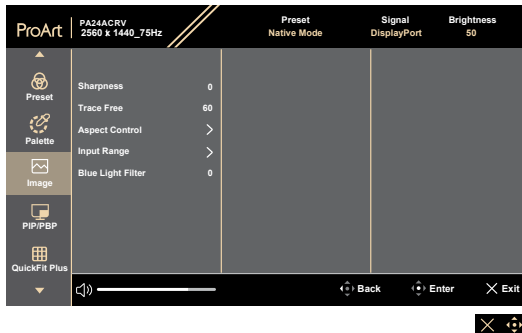 ProArt
PA24ACRV
2560 x 1440_75Hz
Preset
Native Mode
Signal
DisplayPort
Brightness
50
Preset
Palette
Image
PIP/PBP
QuickFit Plus
Sharpness 0
Trace Free 60
Aspect Control
Input Range
Blue Light Filter 0
Back
Enter
Exit